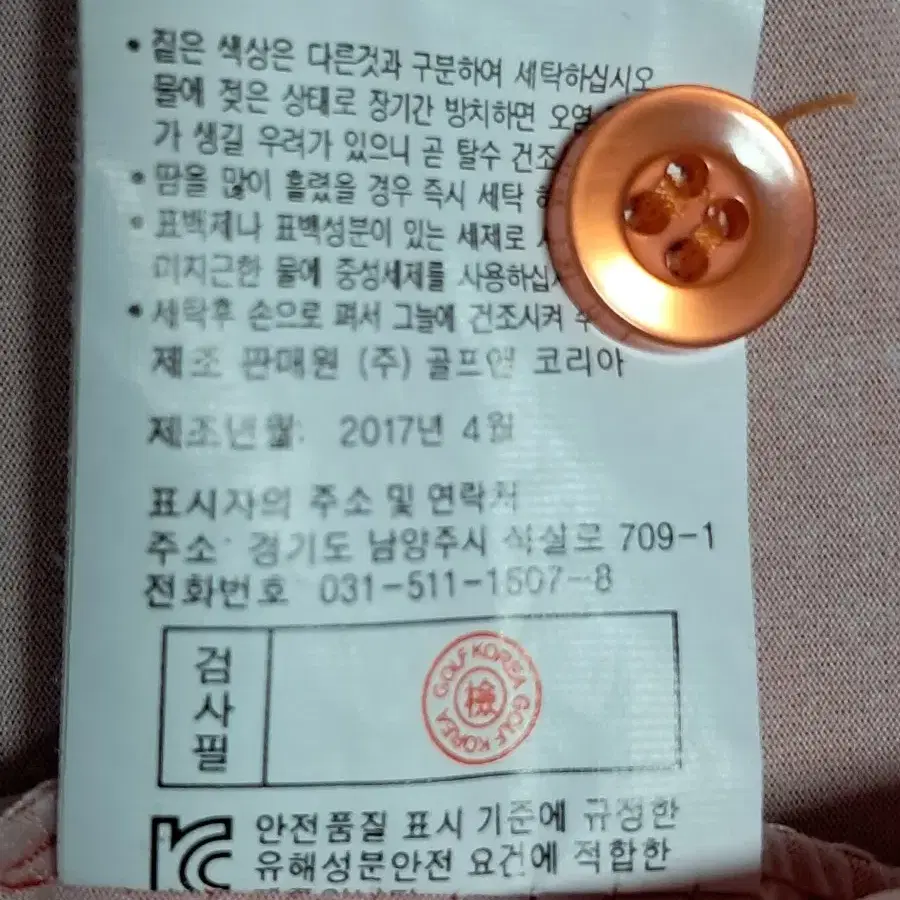 • 짙은 색상은 다른것과 구분하여 세탁하십시오
물에 젖은 상태로 장기간 방치하면 오염
가 생길 우려가 있으니 곧 탈수 건조
• 땀을 많이 흘렸을 경우 즉시 세탁
• 표백제나 표백성분이 있는 세제로
미지근한 물에 중성세제를 사용하십
• 세탁후 손으로 펴서 그늘에 건조시켜
제조 판매원 (주) 골프앤 코리아
제조년월: 2017년 4월
표시자의 주소 및 연락처
주소: 경기도 남양주시 석실로 709-1
전화번호 031-511-1507-8
검사필
GOLF KOREA GOLF KOREA
檢
안전품질 표시 기준에 규정한
유해성분안전 요건에 적합한